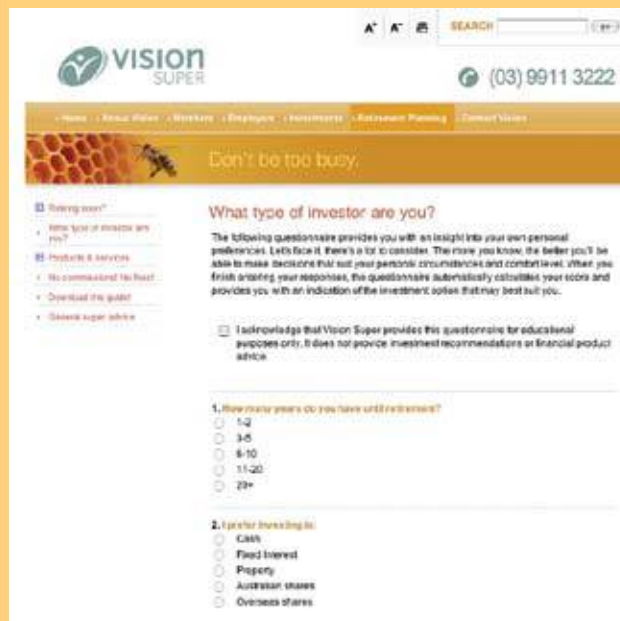 A+ A- SEARCH
VISION
SUPER
(03) 9911 3222
Home About Vision Members Employers Investments Retirement Planning Contact Vision
Don't be too busy.
Retiring soon?
What type of investor are you?
Products & services
No commissions! No fees!
Download this guide!
General super advice
What type of investor are you?
The following questionnaire provides you with an insight into your own personal
preferences. Let's face it, there's a lot to consider. The more you know, the better you'll be
able to make decisions that suit your personal circumstances and comfort level. When you
finish entering your responses, the questionnaire automatically calculates your score and
provides you with an indication of the investment option that may best suit you.
I acknowledge that Vision Super provides this questionnaire for educational
purposes only. It does not provide investment recommendations or financial product
advice.
1. How many years do you have until retirement?
1-2
3-5
6-10
11-20
20+
2. I prefer investing in:
Cash
Fixed Interest
Property
Australian shares
Overseas shares